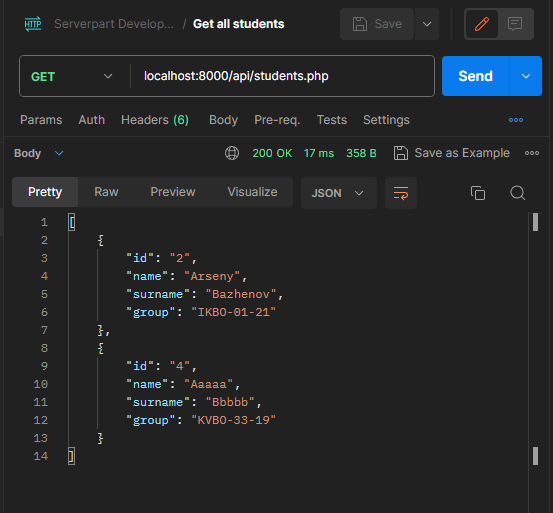 HTTP Serverpart Develop... / Get all students Save
GET localhost:8000/api/students.php Send
Params Auth Headers (6) Body Pre-req. Tests Settings
Body 200 OK 17 ms 358 B Save as Example
Pretty Raw Preview Visualize JSON
1 [
2 {
3 "id": "2",
4 "name": "Arseny",
5 "surname": "Bazhenov",
6 "group": "IKBO-01-21"
7 },
8 {
9 "id": "4",
10 "name": "Aaaaa",
11 "surname": "Bbbbb",
12 "group": "KVBO-33-19"
13 }
14 ]